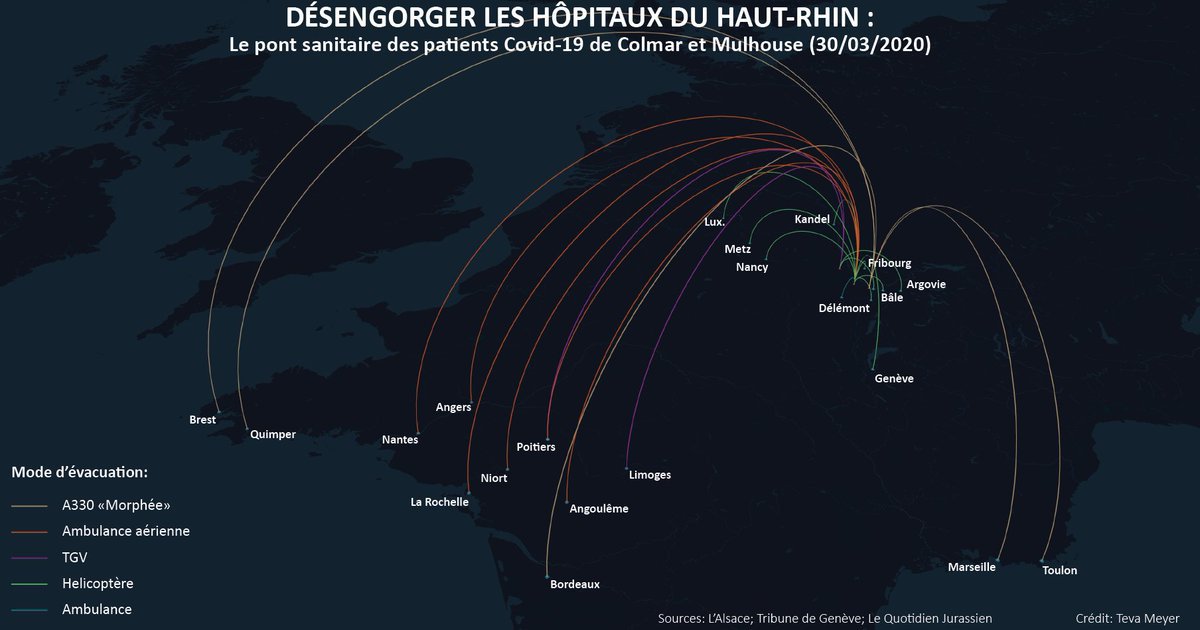 DÉSENGORGER LES HÔPITAUX DU HAUT-RHIN :
Le pont sanitaire des patients Covid-19 de Colmar et Mulhouse (30/03/2020)
Lux.
Kandel
Metz
Nancy
Fribourg
Argovie
Bâle
Délémont
Genève
Brest
Quimper
Angers
Nantes
Poitiers
Niort
Limoges
La Rochelle
Angoulême
Bordeaux
Marseille
Toulon
Mode d’évacuation:
A330 «Morphée»
Ambulance aérienne
TGV
Helicoptère
Ambulance
Sources: L’Alsace; Tribune de Genève; Le Quotidien Jurassien
Crédit: Teva Meyer